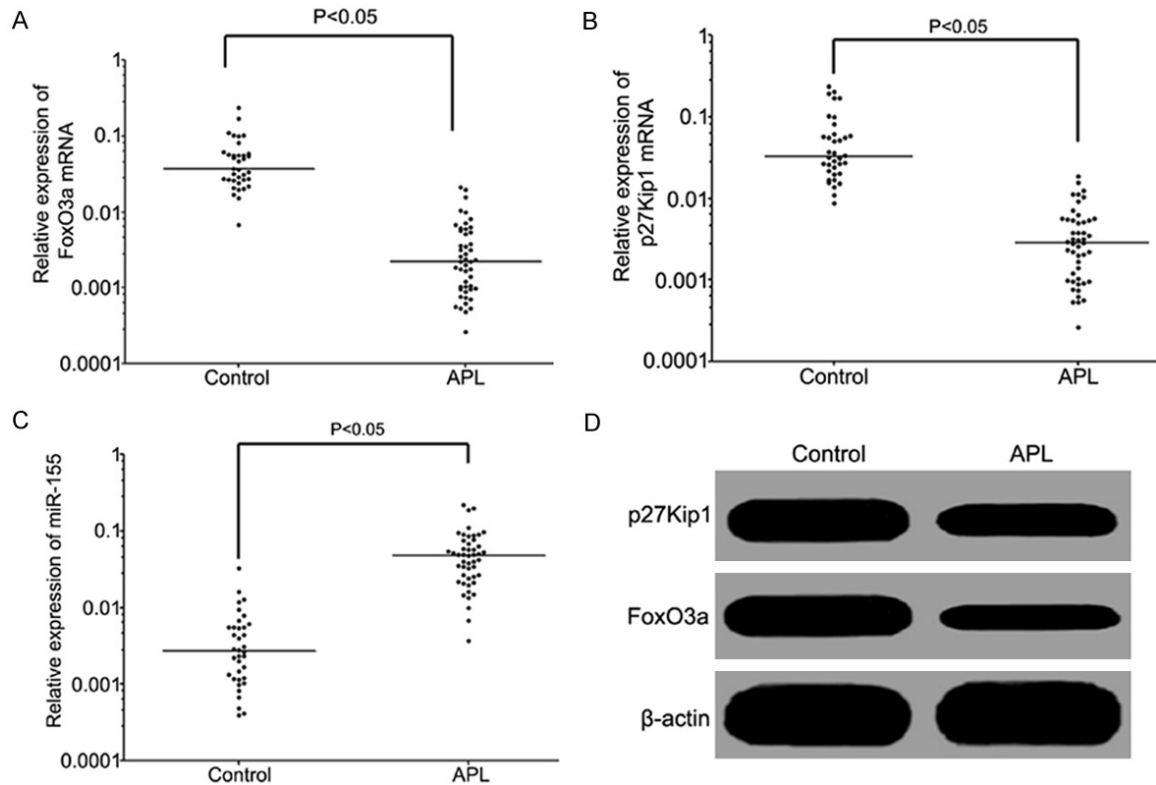 A
P<0.05
Relative expression of
FoxO3a mRNA
1
0.1
0.01
0.001
0.0001
Control
APL
B
P<0.05
Relative expression of
p27Kip1 mRNA
1
0.1
0.01
0.001
0.0001
Control
APL
C
P<0.05
Relative expression of miR-155
1
0.1
0.01
0.001
0.0001
Control
APL
D
Control
APL
p27Kip1
FoxO3a
β-actin